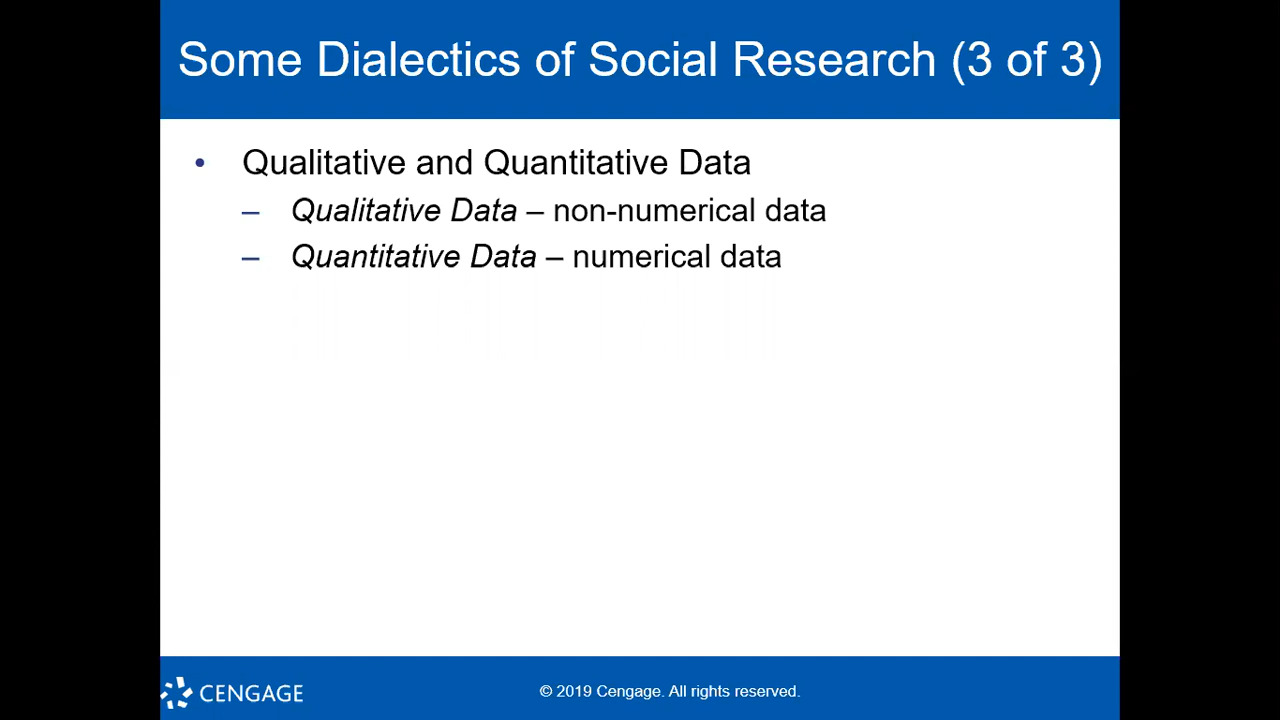 Some Dialectics of Social Research (3 of 3)
• Qualitative and Quantitative Data
– Qualitative Data – non-numerical data
– Quantitative Data – numerical data
CENGAGE
© 2019 Cengage. All rights reserved.